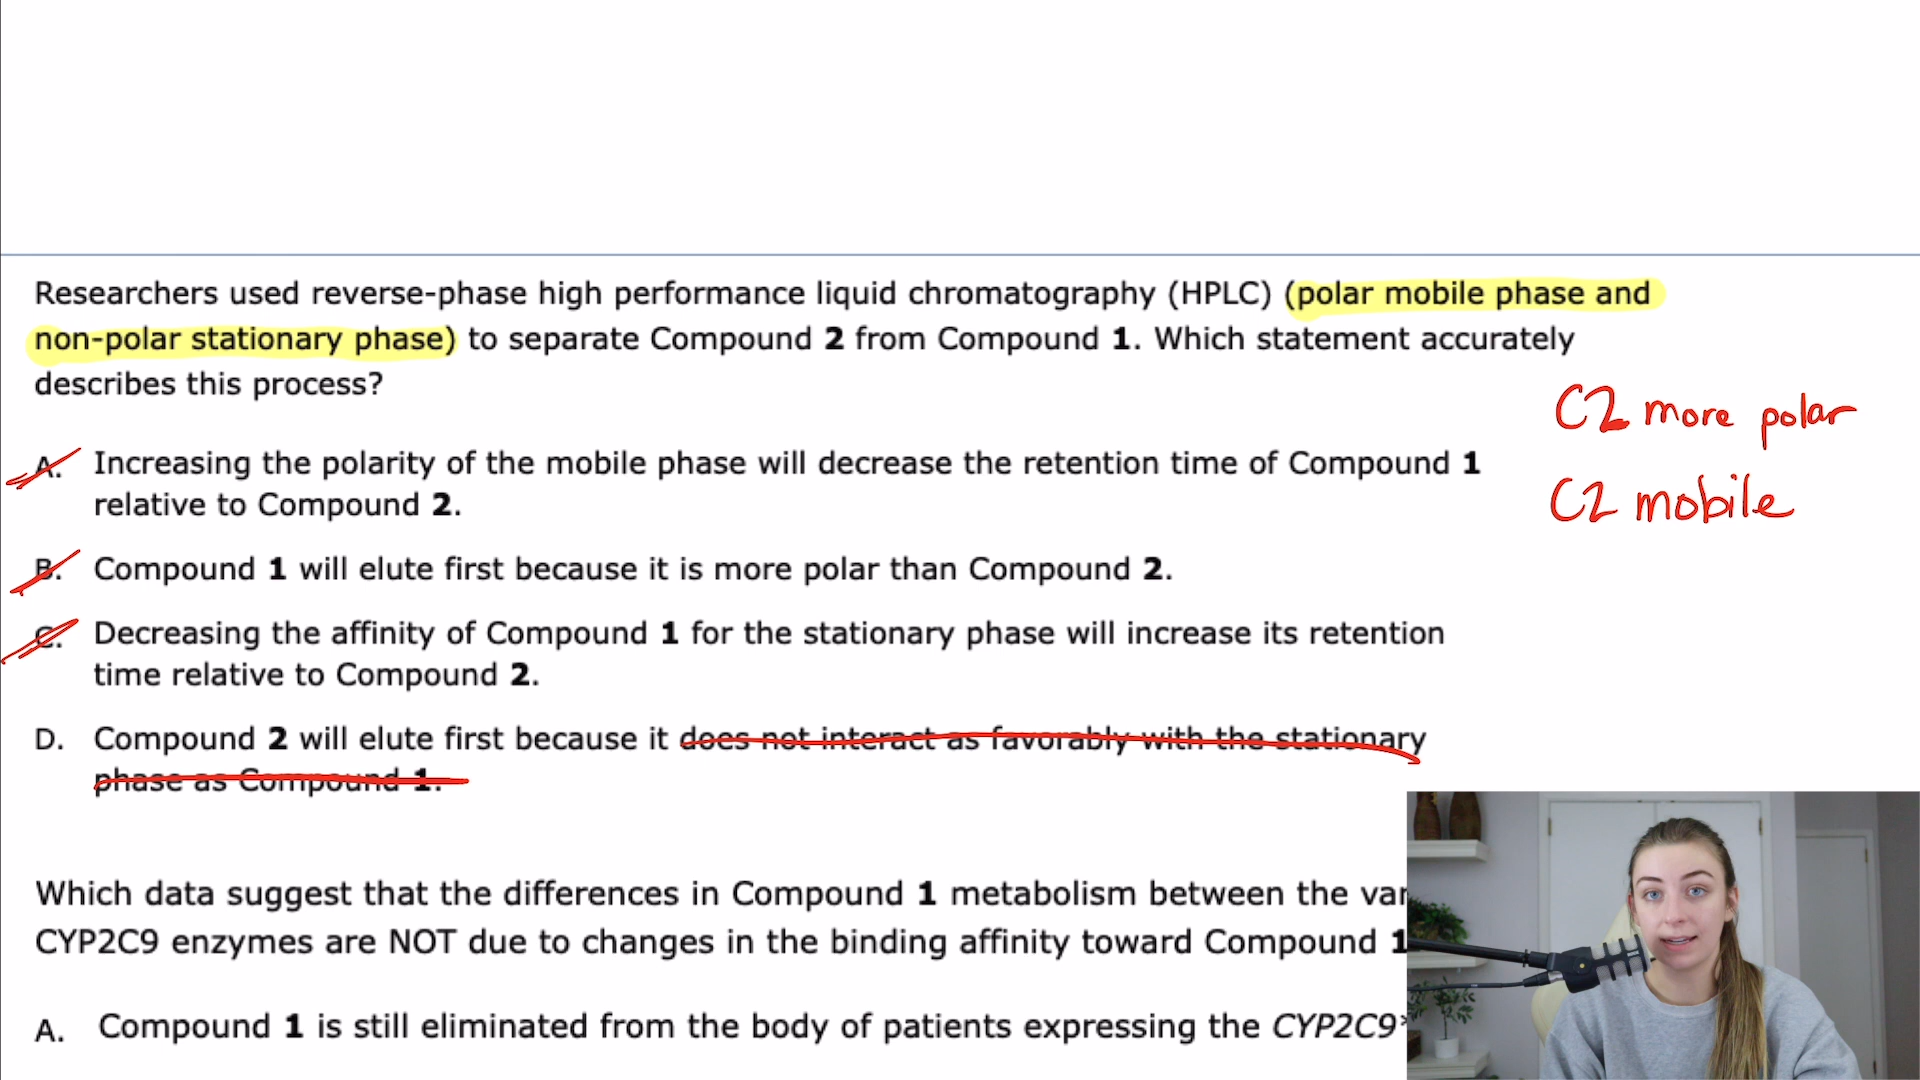 Researchers used reverse-phase high performance liquid chromatography (HPLC) (polar mobile phase and
non-polar stationary phase) to separate Compound 2 from Compound 1. Which statement accurately
describes this process?
C2 more polar
A. Increasing the polarity of the mobile phase will decrease the retention time of Compound 1
relative to Compound 2.
C2 mobile
B. Compound 1 will elute first because it is more polar than Compound 2.
C. Decreasing the affinity of Compound 1 for the stationary phase will increase its retention
time relative to Compound 2.
D. Compound 2 will elute first because it does not interact as favorably with the stationary
phase as Compound 1.
Which data suggest that the differences in Compound 1 metabolism between the var
CYP2C9 enzymes are NOT due to changes in the binding affinity toward Compound 1
A. Compound 1 is still eliminated from the body of patients expressing the CYP2C9*